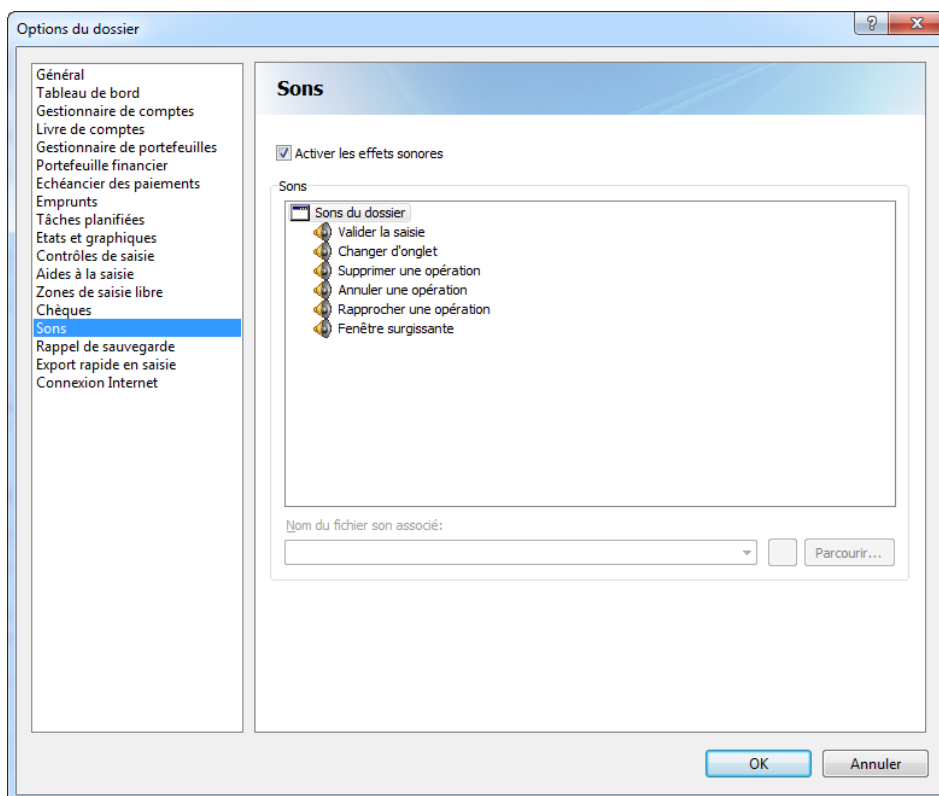 Options du dossier
Général
Tableau de bord
Gestionnaire de comptes
Livre de comptes
Gestionnaire de portefeuilles
Portefeuille financier
Echéancier des paiements
Emprunts
Tâches planifiées
Etats et graphiques
Contrôles de saisie
Aides à la saisie
Zones de saisie libre
Chèques
Sons
Rappel de sauvegarde
Export rapide en saisie
Connexion Internet
Sons
Activer les effets sonores
Sons
Sons du dossier
Valider la saisie
Changer d'onglet
Supprimer une opération
Annuler une opération
Rapprocher une opération
Fenêtre surgissante
Nom du fichier son associé:
Parcourir...
OK
Annuler